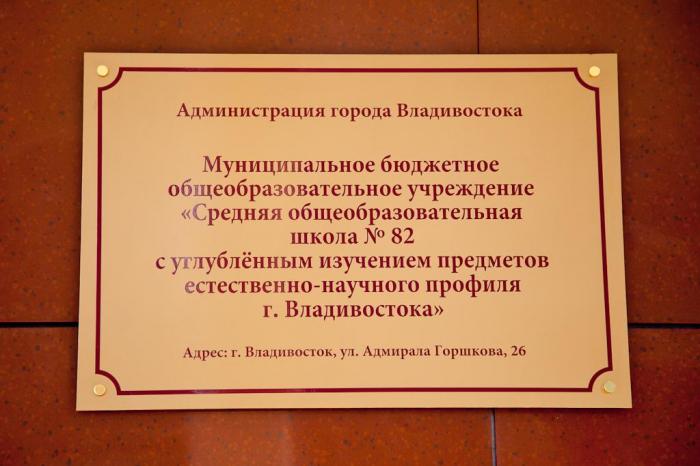 Администрация города Владивостока
Муниципальное бюджетное
общеобразовательное учреждение
«Средняя общеобразовательная
школа № 82
с углублённым изучением предметов
естественно-научного профиля
г. Владивостока»
Адрес: г. Владивосток, ул. Адмирала Горшкова, 26